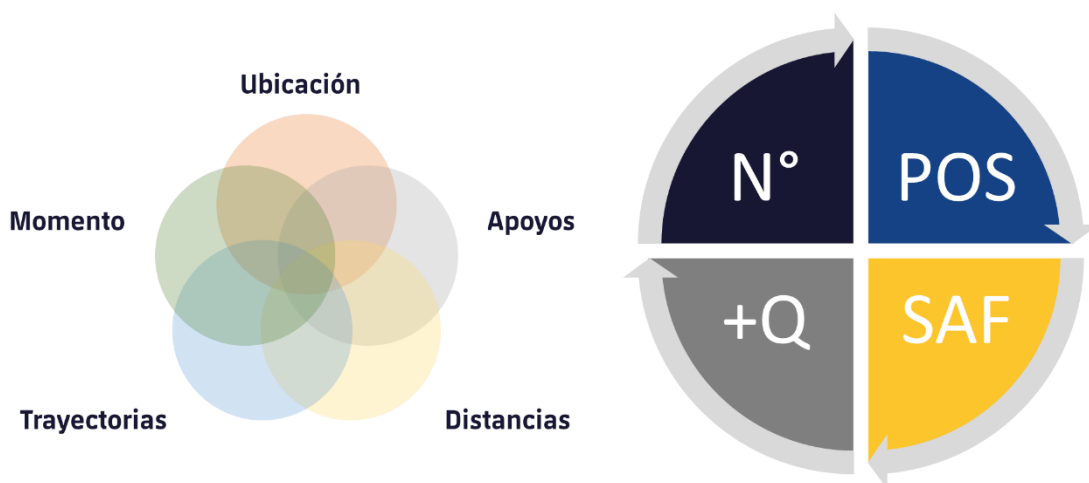 Ubicación
Momento
Apoyos
Trayectorias
Distancias
N°
POS
+Q
SAF